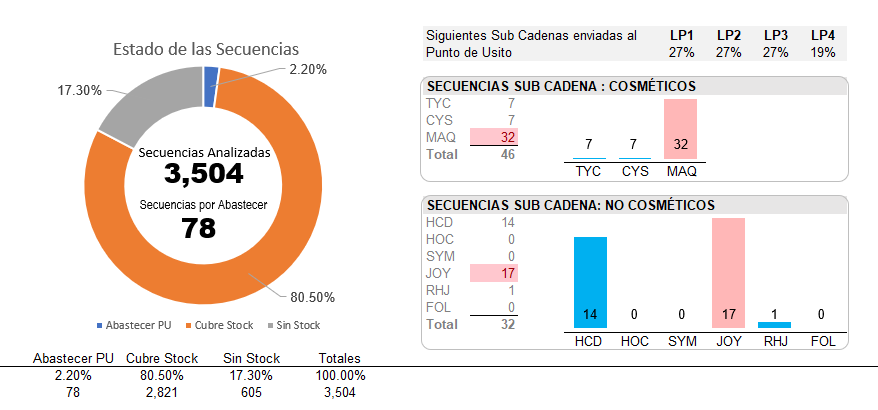 Estado de las Secuencias
2.20%
17.30%
Secuencias Analizadas
3,504
Secuencias por Abastecer
78
80.50%
Abastecer PU Cubre Stock Sin Stock
Abastecer PU Cubre Stock Sin Stock Totales
2.20% 80.50% 17.30% 100.00%
78 2,821 605 3,504
Siguientes Sub Cadenas enviadas al LP1 LP2 LP3 LP4
Punto de Usito 27% 27% 27% 19%
SECUENCIAS SUB CADENA : COSMÉTICOS
TYC 7
CYS 7
MAQ 32
Total 46
7 7 32
TYC CYS MAQ
SECUENCIAS SUB CADENA: NO COSMÉTICOS
HCD 14
HOC 0
SYM 0
JOY 17
RHJ 1
FOL 0
Total 32
14 0 0 17 1 0
HCD HOC SYM JOY RHJ FOL